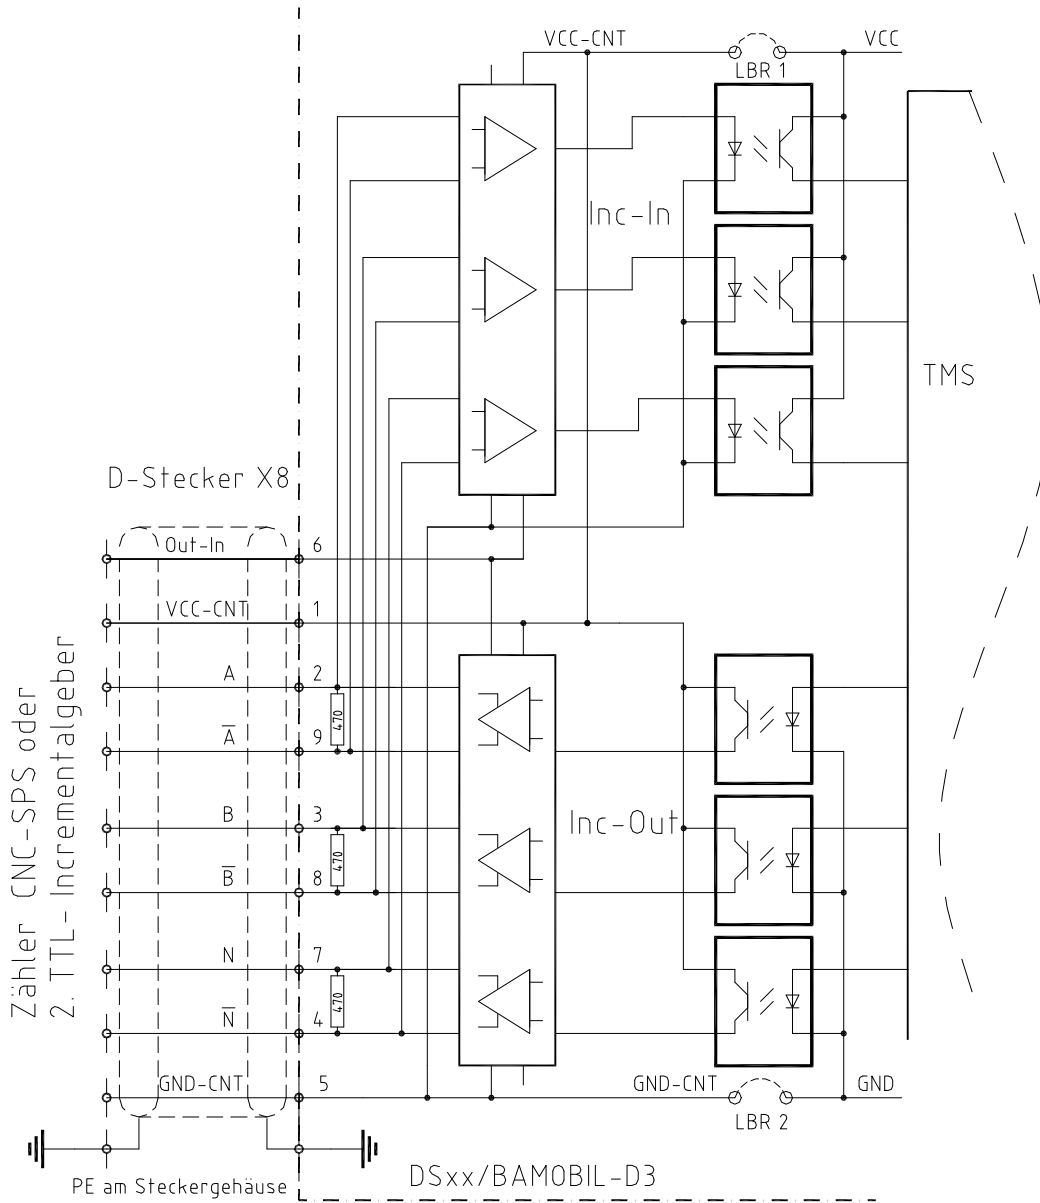 VCC-CNT
VCC
LBR 1
Inc-In
TMS
D-Stecker X8
Out-In
6
VCC-CNT
1
A
2
A̅
9
470
B
3
B̅
8
470
N
7
N̅
4
470
Inc-Out
GND-CNT
5
GND-CNT
GND
LBR 2
Zähler CNC-SPS oder
2. TTL-Incrementalgeber
PE am Steckergehäuse
DSxx/BAMOBIL-D3